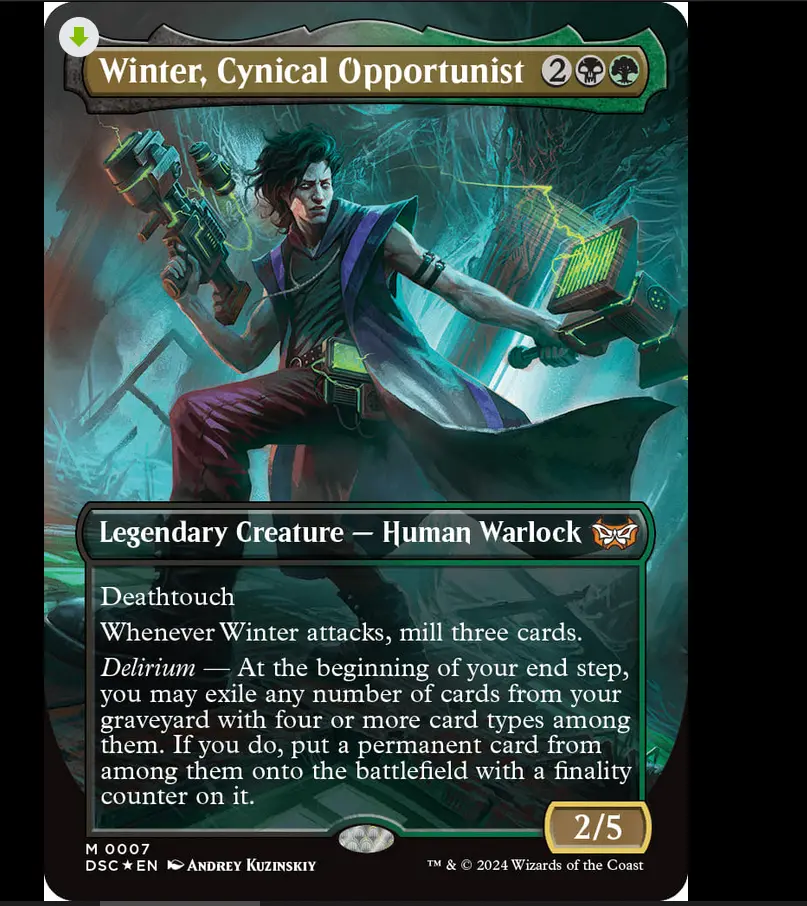 Winter, Cynical Opportunist 2
Legendary Creature — Human Warlock
Deathtouch
Whenever Winter attacks, mill three cards.
Delirium — At the beginning of your end step,
you may exile any number of cards from your
graveyard with four or more card types among
them. If you do, put a permanent card from
among them onto the battlefield with a finality
counter on it.
2/5
M 0007
DSC★EN Andrey Kuzinskiy
™ & © 2024 Wizards of the Coast